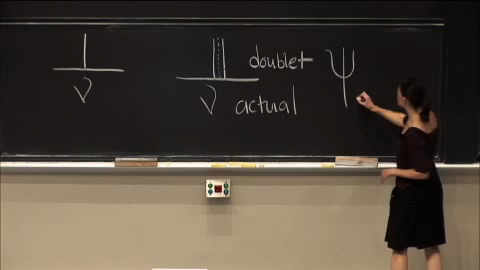 doublet ψ
ν ν actual